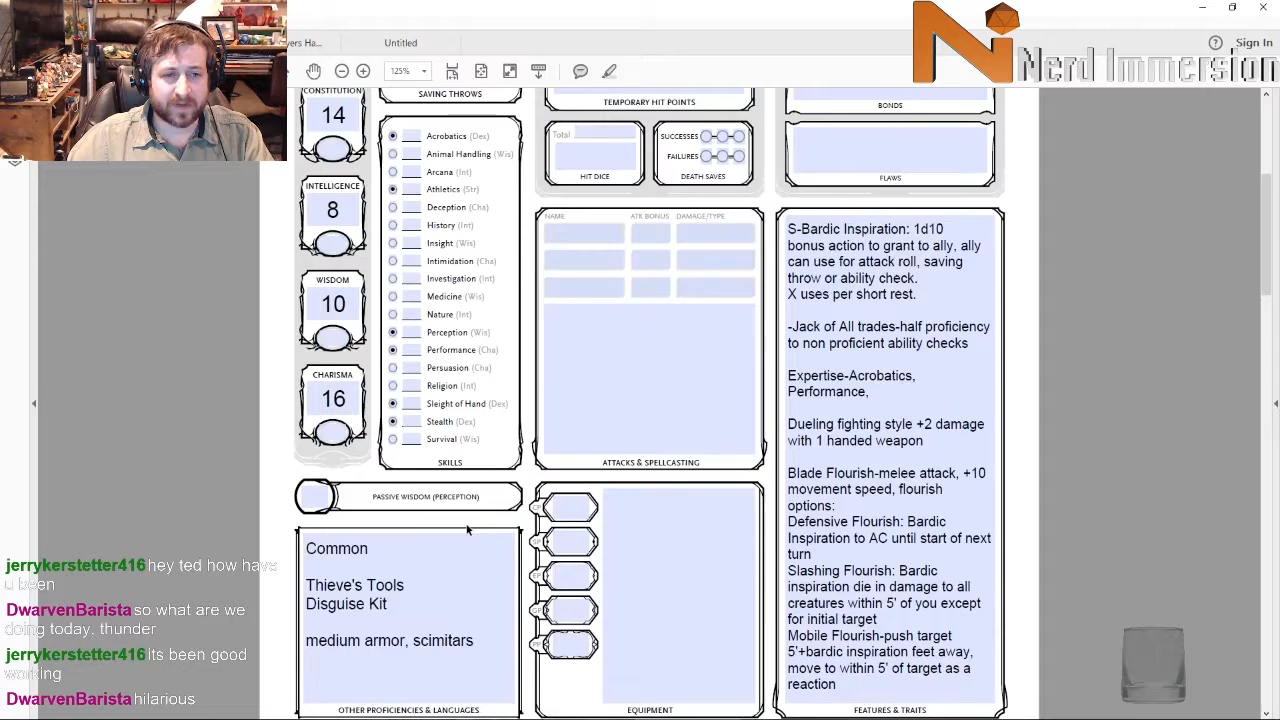 yers Ha...
Untitled
Sign In
Nerd Immersion
125%
CONSTITUTION
14
INTELLIGENCE
8
WISDOM
10
CHARISMA
16
SAVING THROWS
Acrobatics (Dex)
Animal Handling (Wis)
Arcana (Int)
Athletics (Str)
Deception (Cha)
History (Int)
Insight (Wis)
Intimidation (Cha)
Investigation (Int)
Medicine (Wis)
Nature (Int)
Perception (Wis)
Performance (Cha)
Persuasion (Cha)
Religion (Int)
Sleight of Hand (Dex)
Stealth (Dex)
Survival (Wis)
SKILLS
PASSIVE WISDOM (PERCEPTION)
Common
Thieve's Tools
Disguise Kit
medium armor, scimitars
OTHER PROFICIENCIES & LANGUAGES
TEMPORARY HIT POINTS
Total
HIT DICE
SUCCESSES
FAILURES
DEATH SAVES
NAME ATK BONUS DAMAGE/TYPE
ATTACKS & SPELLCASTING
CP
SP
EP
GP
PP
EQUIPMENT
BONDS
FLAWS
S-Bardic Inspiration: 1d10
bonus action to grant to ally, ally
can use for attack roll, saving
throw or ability check.
X uses per short rest.
-Jack of All trades-half proficiency
to non proficient ability checks
Expertise-Acrobatics,
Performance,
Dueling fighting style +2 damage
with 1 handed weapon
Blade Flourish-melee attack, +10
movement speed, flourish
options:
Defensive Flourish: Bardic
Inspiration to AC until start of next
turn
Slashing Flourish: Bardic
inspiration die in damage to all
creatures within 5' of you except
for initial target
Mobile Flourish-push target
5'+bardic inspiration feet away,
move to within 5' of target as a
reaction
FEATURES & TRAITS
jerrykerstetter416 hey ted how have
u been
DwarvenBarista so what are we
doing today, thunder
jerrykerstetter416 its been good
working
DwarvenBarista hilarious